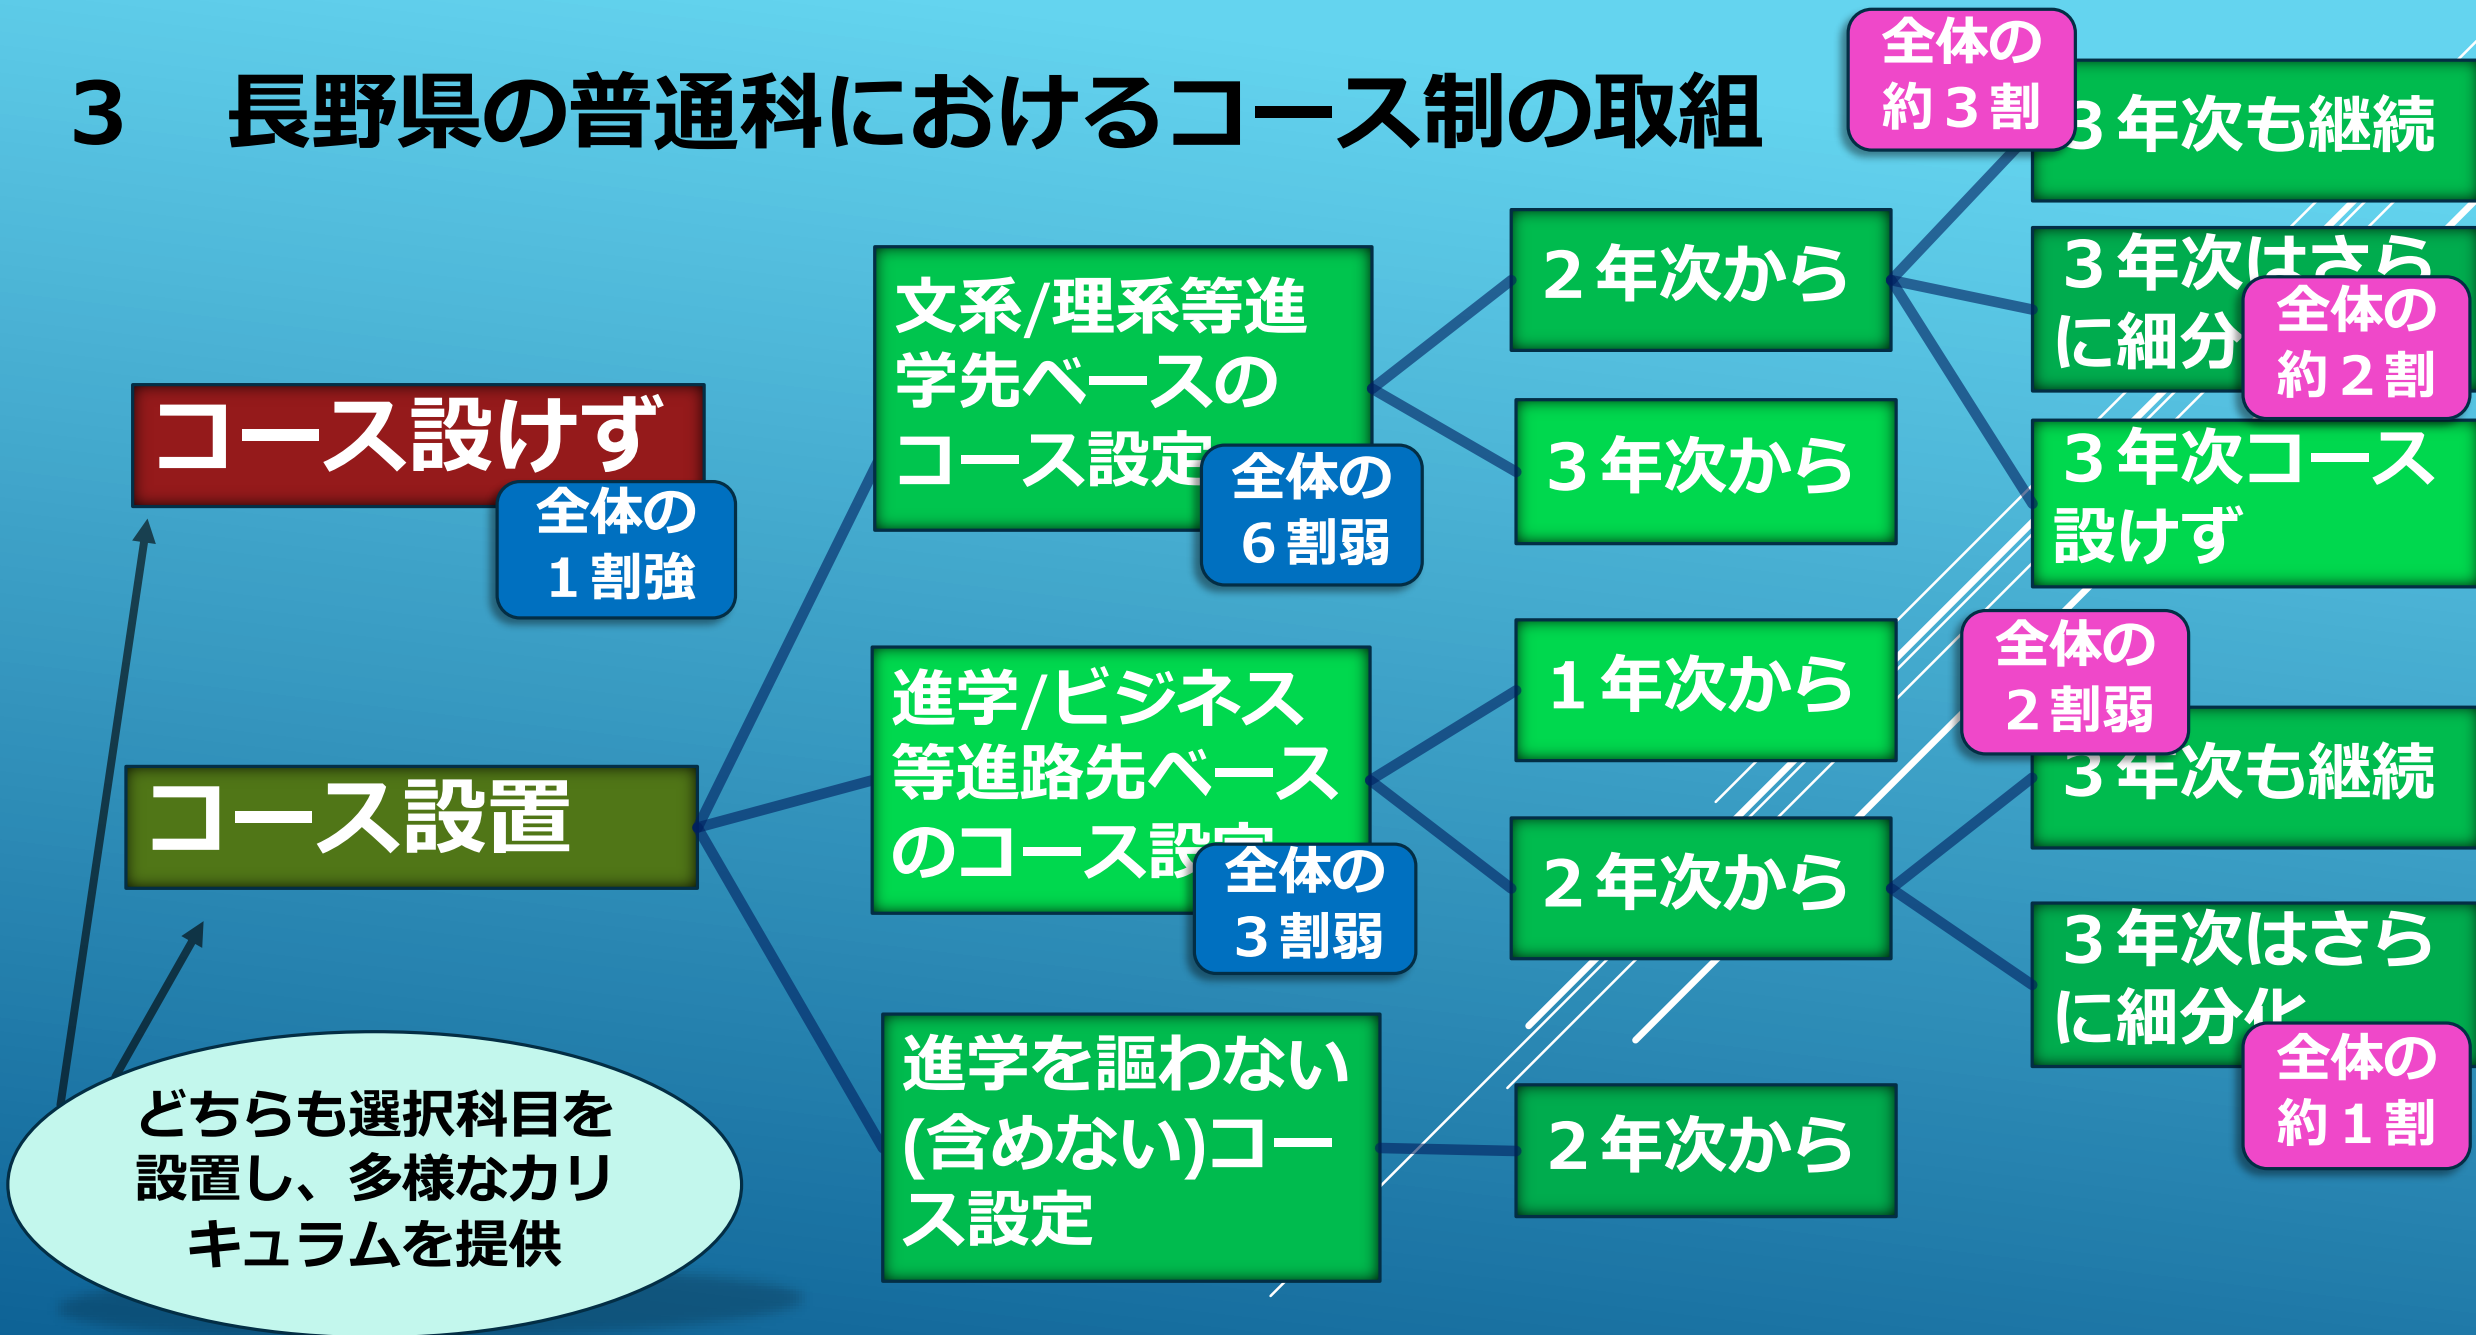 3　長野県の普通科におけるコース制の取組
コース設けず
全体の
１割強
コース設置
どちらも選択科目を
設置し、多様なカリ
キュラムを提供
文系/理系等進
学先ベースの
コース設定
全体の
６割弱
２年次から
全体の
約３割
３年次も継続
３年次はさら
に細分
全体の
約２割
３年次コース
設けず
３年次から
進学/ビジネス
等進路先ベース
のコース設定
全体の
３割弱
１年次から
２年次から
全体の
２割弱
３年次も継続
３年次はさら
に細分化
全体の
約１割
進学を謳わない
(含めない)コー
ス設定
２年次から